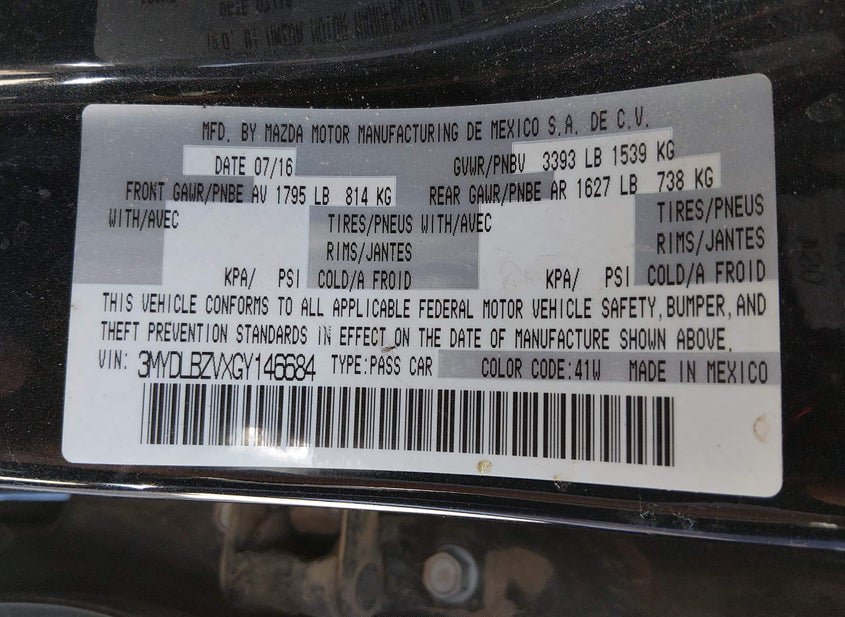 MFD. BY MAZDA MOTOR MANUFACTURING DE MEXICO S.A. DE C.V.
DATE 07/16 GVWR/PNBV 3393 LB 1539 KG
FRONT GAWR/PNBE AV 1795 LB 814 KG REAR GAWR/PNBE AR 1627 LB 738 KG
WITH/AVEC TIRES/PNEUS WITH/AVEC TIRES/PNEUS
RIMS/JANTES RIMS/JANTES
KPA/ PSI COLD/A FROID KPA/ PSI COLD/A FROID
THIS VEHICLE CONFORMS TO ALL APPLICABLE FEDERAL MOTOR VEHICLE SAFETY, BUMPER, AND
THEFT PREVENTION STANDARDS IN EFFECT ON THE DATE OF MANUFACTURE SHOWN ABOVE.
VIN: 3MYDLBZVXGY146684 TYPE:PASS CAR COLOR CODE:41W MADE IN MEXICO